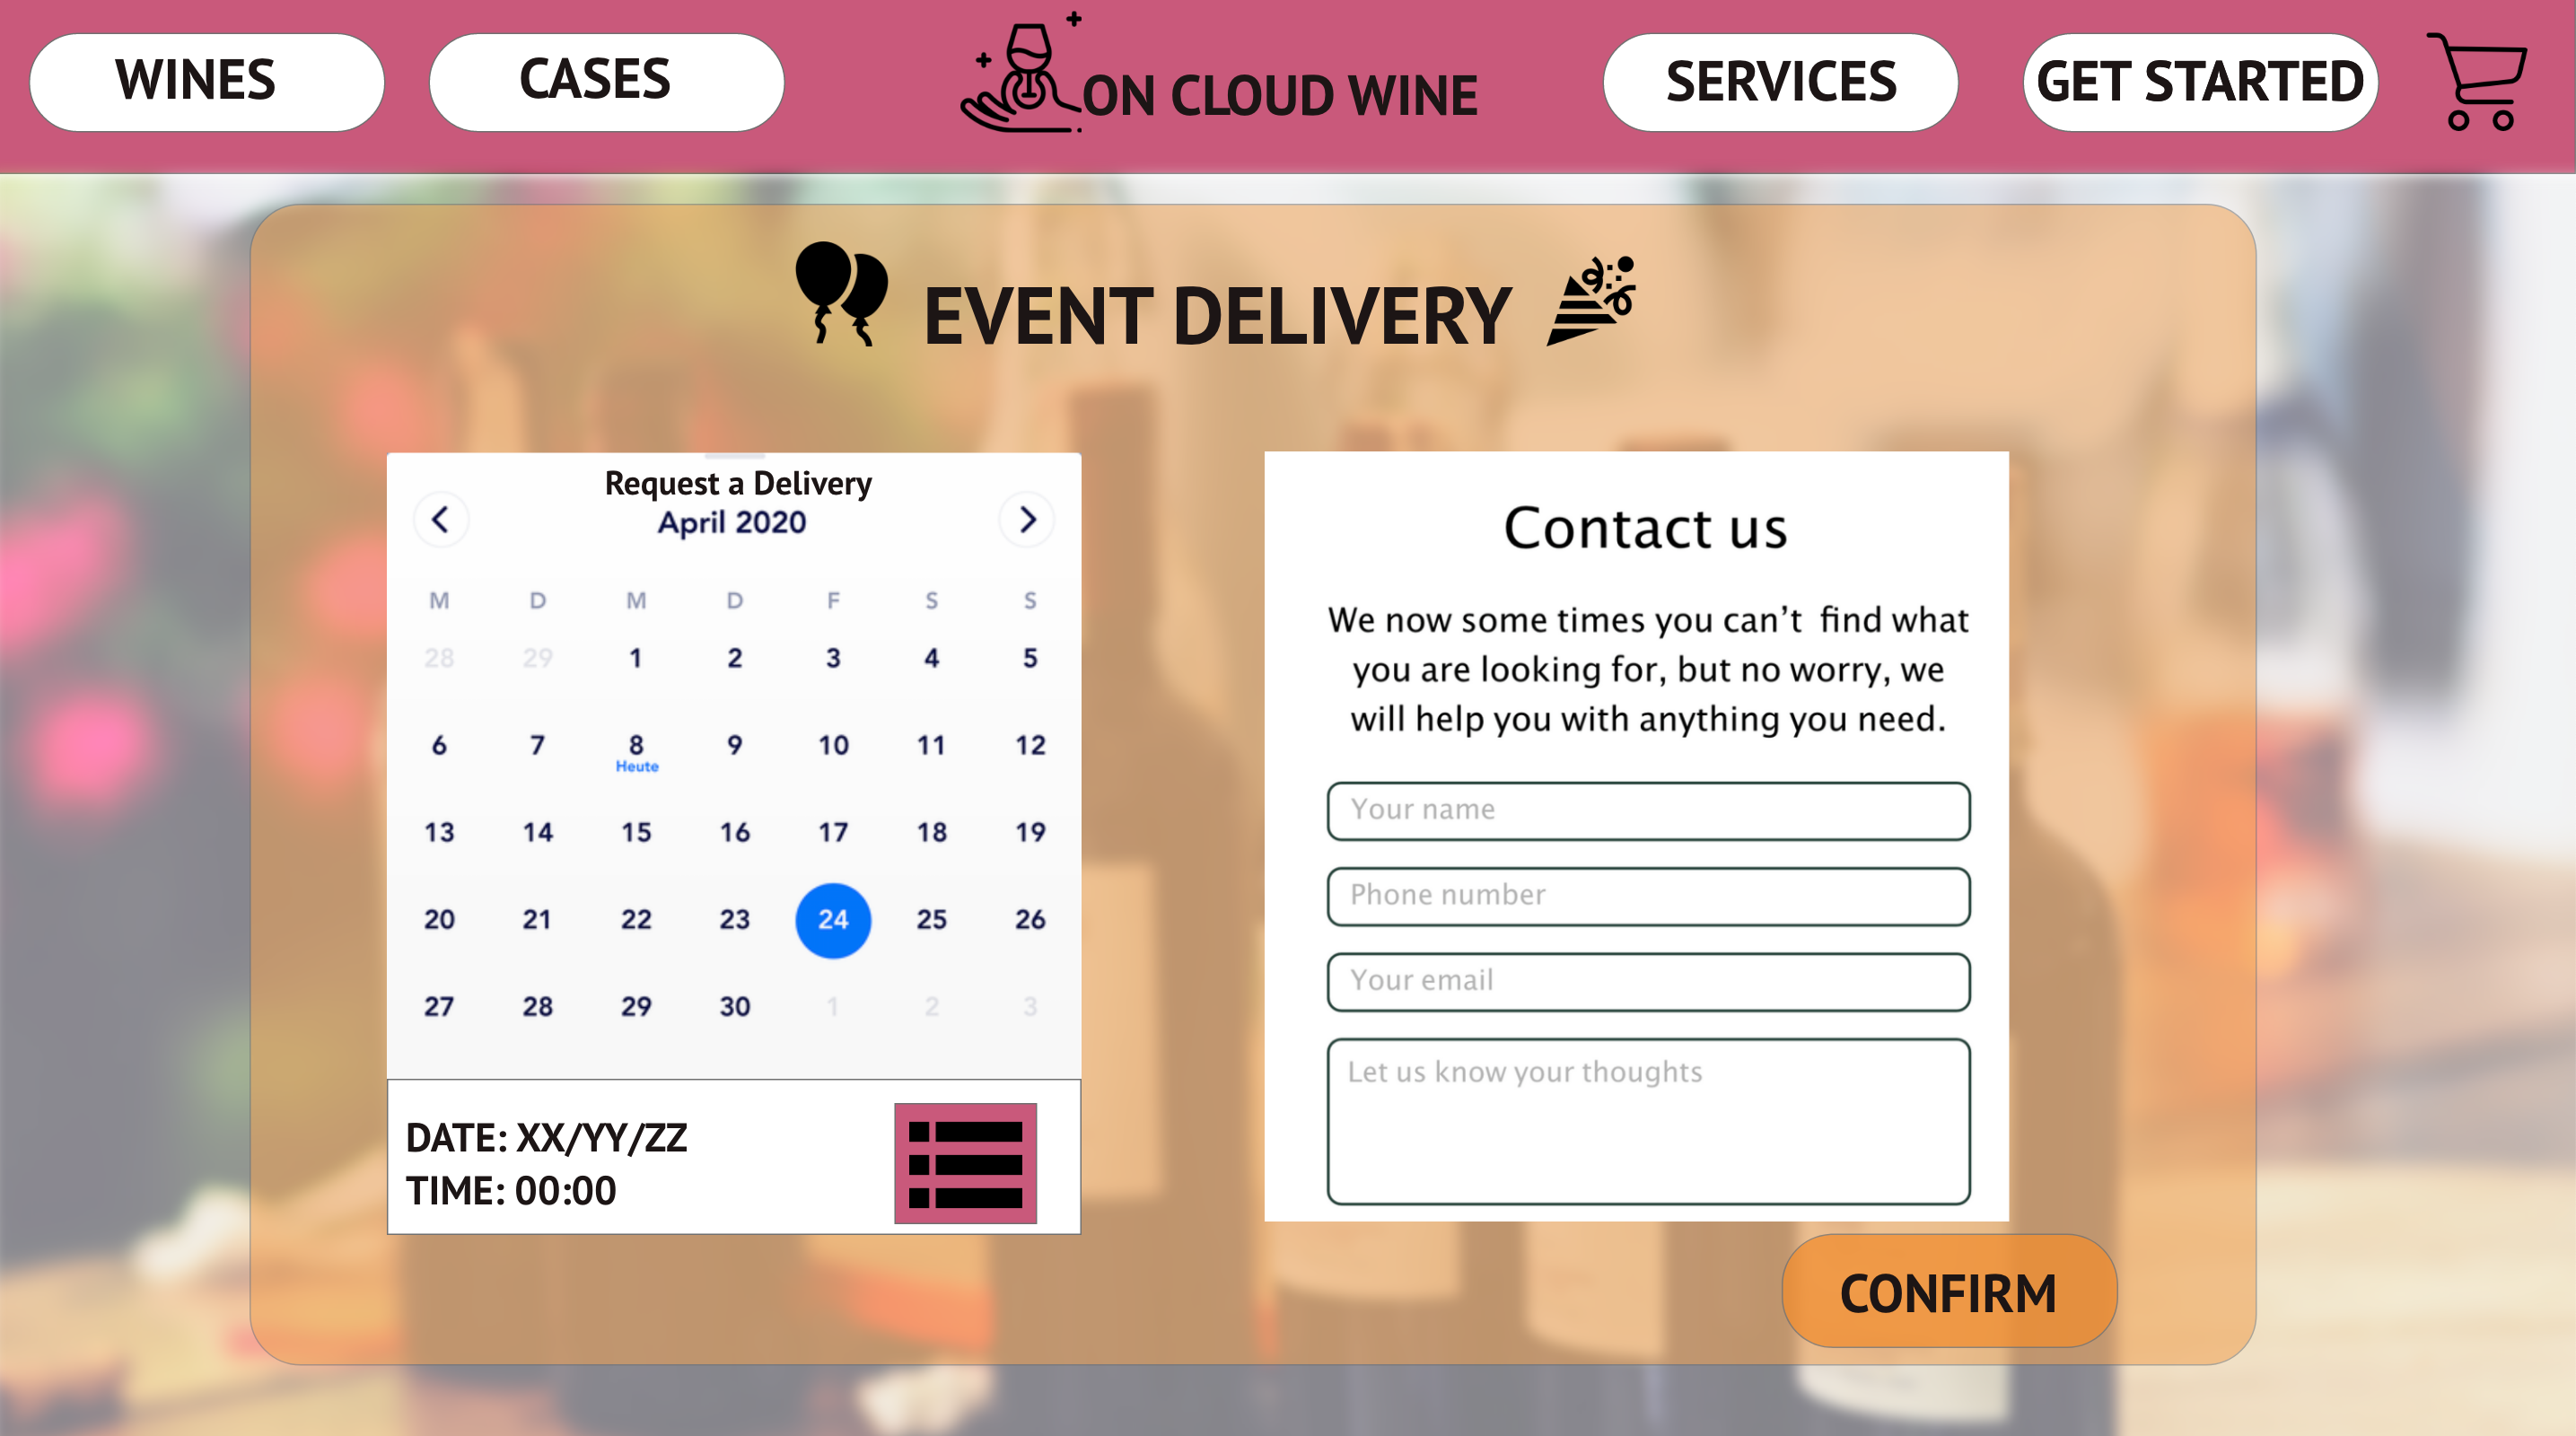 WINES
CASES
ON CLOUD WINE
SERVICES
GET STARTED
EVENT DELIVERY
Request a Delivery
April 2020
M D M D F S S
28 29 1 2 3 4 5
6 7 8 9 10 11 12
Heute
13 14 15 16 17 18 19
20 21 22 23 24 25 26
27 28 29 30 1 2 3
DATE: XX/YY/ZZ
TIME: 00:00
Contact us
We now some times you can’t find what
you are looking for, but no worry, we
will help you with anything you need.
Your name
Phone number
Your email
Let us know your thoughts
CONFIRM